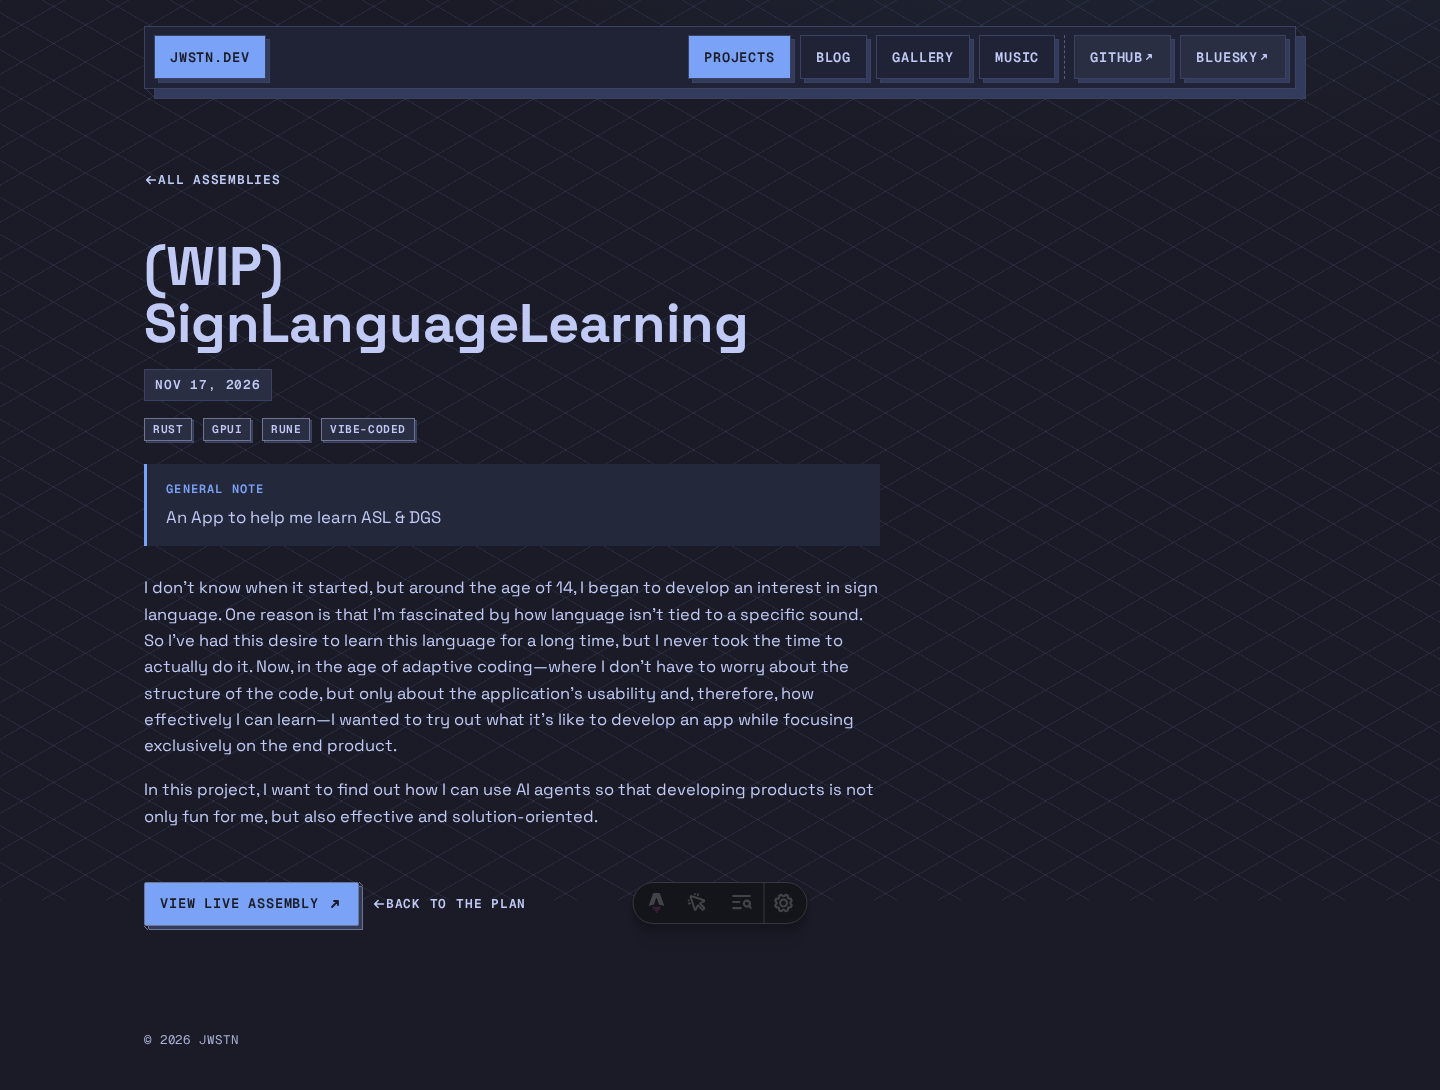 JWSTN.DEV
PROJECTS
BLOG
GALLERY
MUSIC
GITHUB↗
BLUESKY↗
←ALL ASSEMBLIES
(WIP)
SignLanguageLearning
NOV 17, 2026
RUST
GPUI
RUNE
VIBE-CODED
GENERAL NOTE
An App to help me learn ASL & DGS
I don’t know when it started, but around the age of 14, I began to develop an interest in sign
language. One reason is that I’m fascinated by how language isn’t tied to a specific sound.
So I’ve had this desire to learn this language for a long time, but I never took the time to
actually do it. Now, in the age of adaptive coding—where I don’t have to worry about the
structure of the code, but only about the application’s usability and, therefore, how
effectively I can learn—I wanted to try out what it’s like to develop an app while focusing
exclusively on the end product.
In this project, I want to find out how I can use AI agents so that developing products is not
only fun for me, but also effective and solution-oriented.
VIEW LIVE ASSEMBLY ↗
←BACK TO THE PLAN
© 2026 JWSTN